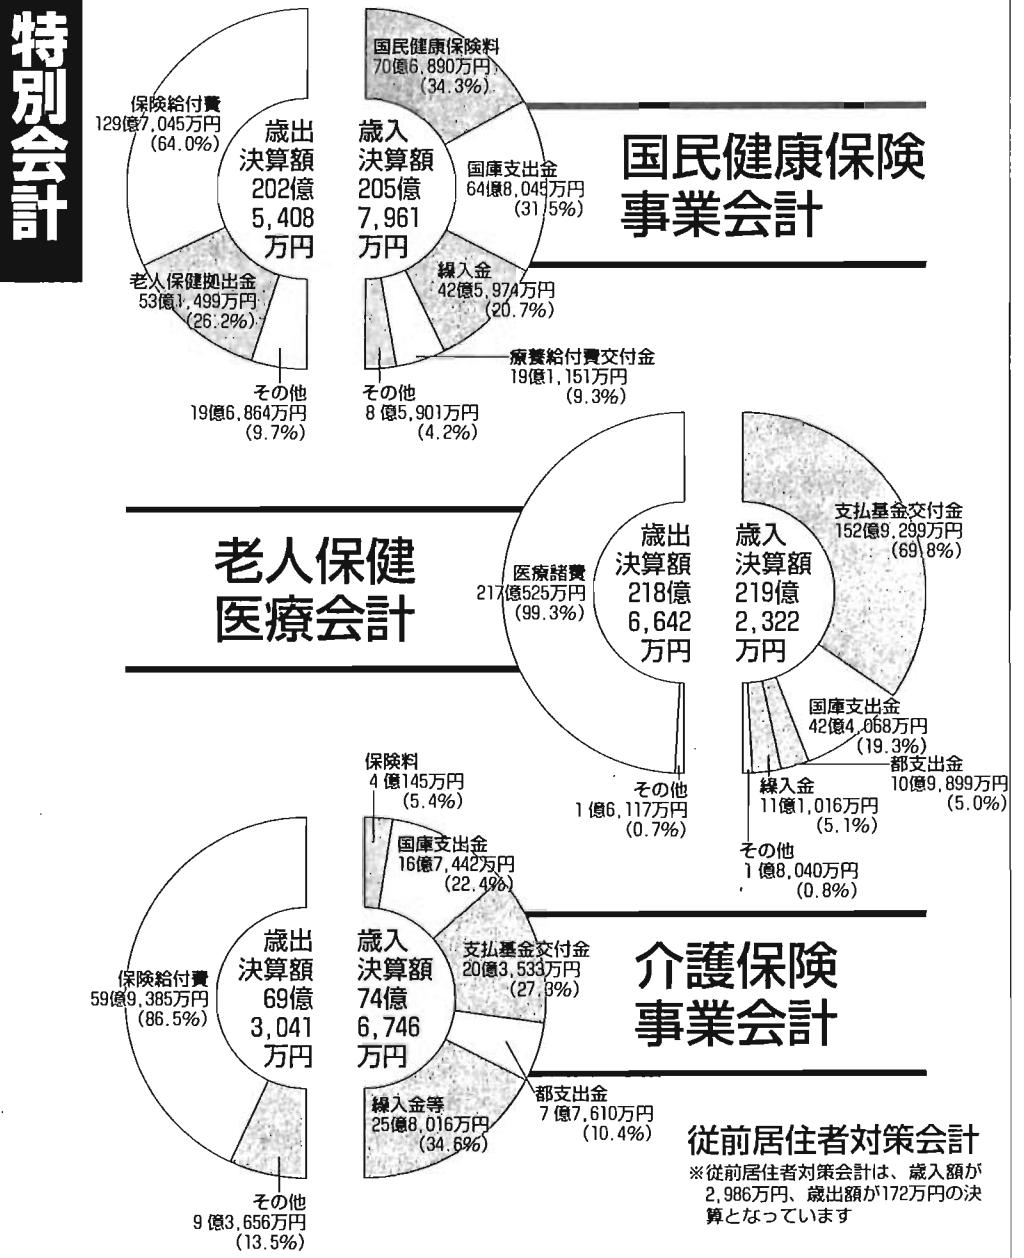 特別会計
国民健康保険
事業会計
歳出
決算額
202億
5,408
万円
保険給付費
129億7,045万円
(64.0%)
老人保健拠出金
53億1,499万円
(26.2%)
その他
19億6,864万円
(9.7%)
歳入
決算額
205億
7,961
万円
国民健康保険料
70億6,890万円
(34.3%)
国庫支出金
64億8,045万円
(31.5%)
繰入金
42億5,974万円
(20.7%)
療養給付費交付金
19億1,151万円
(9.3%)
その他
8億5,901万円
(4.2%)
老人保健
医療会計
歳出
決算額
218億
6,642
万円
医療諸費
217億525万円
(99.3%)
その他
1億6,117万円
(0.7%)
歳入
決算額
219億
2,322
万円
支払基金交付金
152億9,299万円
(69.8%)
国庫支出金
42億4,068万円
(19.3%)
都支出金
10億9,899万円
(5.0%)
繰入金
11億1,016万円
(5.1%)
その他
1億8,040万円
(0.8%)
介護保険
事業会計
歳出
決算額
69億
3,041
万円
保険給付費
59億9,385万円
(86.5%)
その他
9億3,656万円
(13.5%)
歳入
決算額
74億
6,746
万円
保険料
4億145万円
(5.4%)
国庫支出金
16億7,442万円
(22.4%)
支払基金交付金
20億3,533万円
(27.3%)
都支出金
7億7,610万円
(10.4%)
繰入金等
25億8,016万円
(34.6%)
従前居住者対策会計
※従前居住者対策会計は、歳入額が
2,986万円、歳出額が172万円の決
算となっています